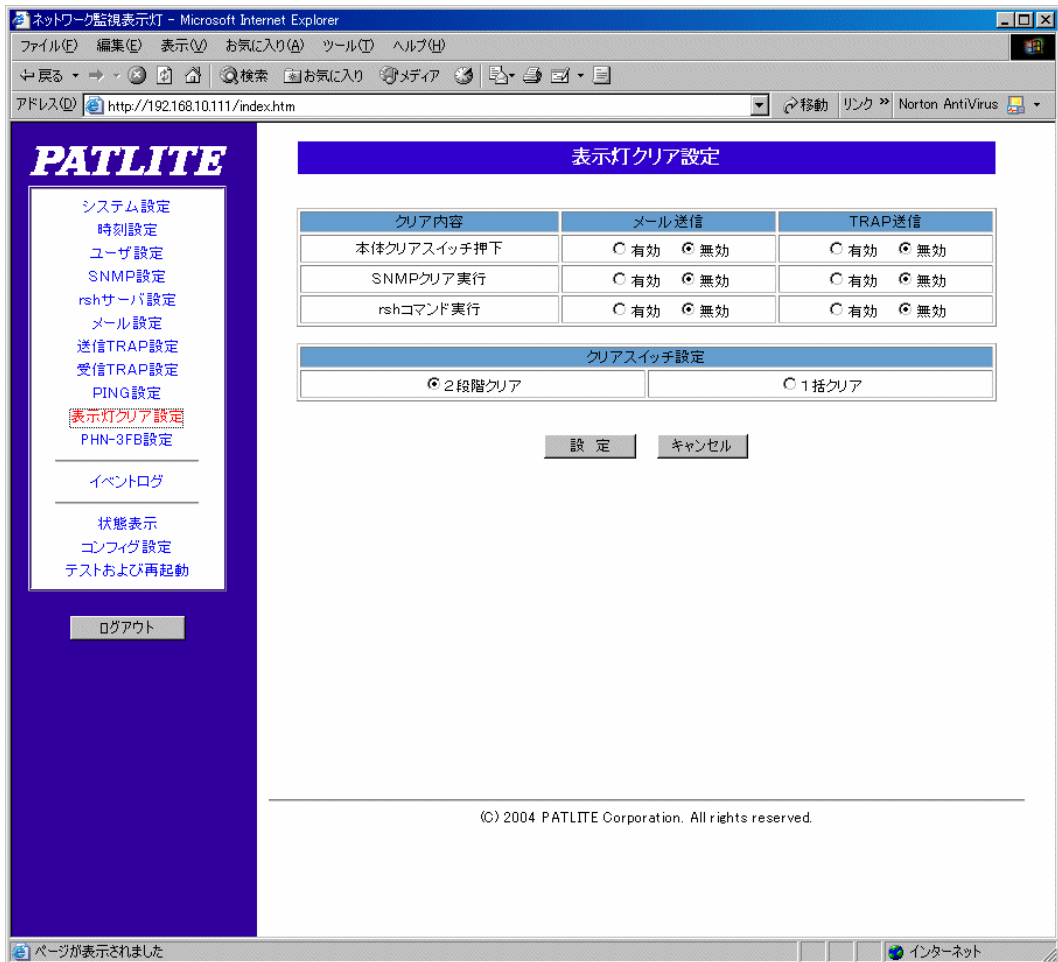 ネットワーク監視表示灯 - Microsoft Internet Explorer
ファイル(F) 編集(E) 表示(V) お気に入り(A) ツール(T) ヘルプ(H)
戻る 検索 お気に入り メディア
アドレス(D) http://192.168.10.111/index.htm 移動 リンク » Norton AntiVirus
PATLITE
システム設定
時刻設定
ユーザ設定
SNMP設定
rshサーバ設定
メール設定
送信TRAP設定
受信TRAP設定
PING設定
表示灯クリア設定
PHN-3FB設定
イベントログ
状態表示
コンフィグ設定
テストおよび再起動
ログアウト
表示灯クリア設定
クリア内容 メール送信 TRAP送信
本体クリアスイッチ押下 有効 無効 有効 無効
SNMPクリア実行 有効 無効 有効 無効
rshコマンド実行 有効 無効 有効 無効
クリアスイッチ設定
2段階クリア 1括クリア
設 定 キャンセル
(C) 2004 PATLITE Corporation. All rights reserved.
ページが表示されました インターネット